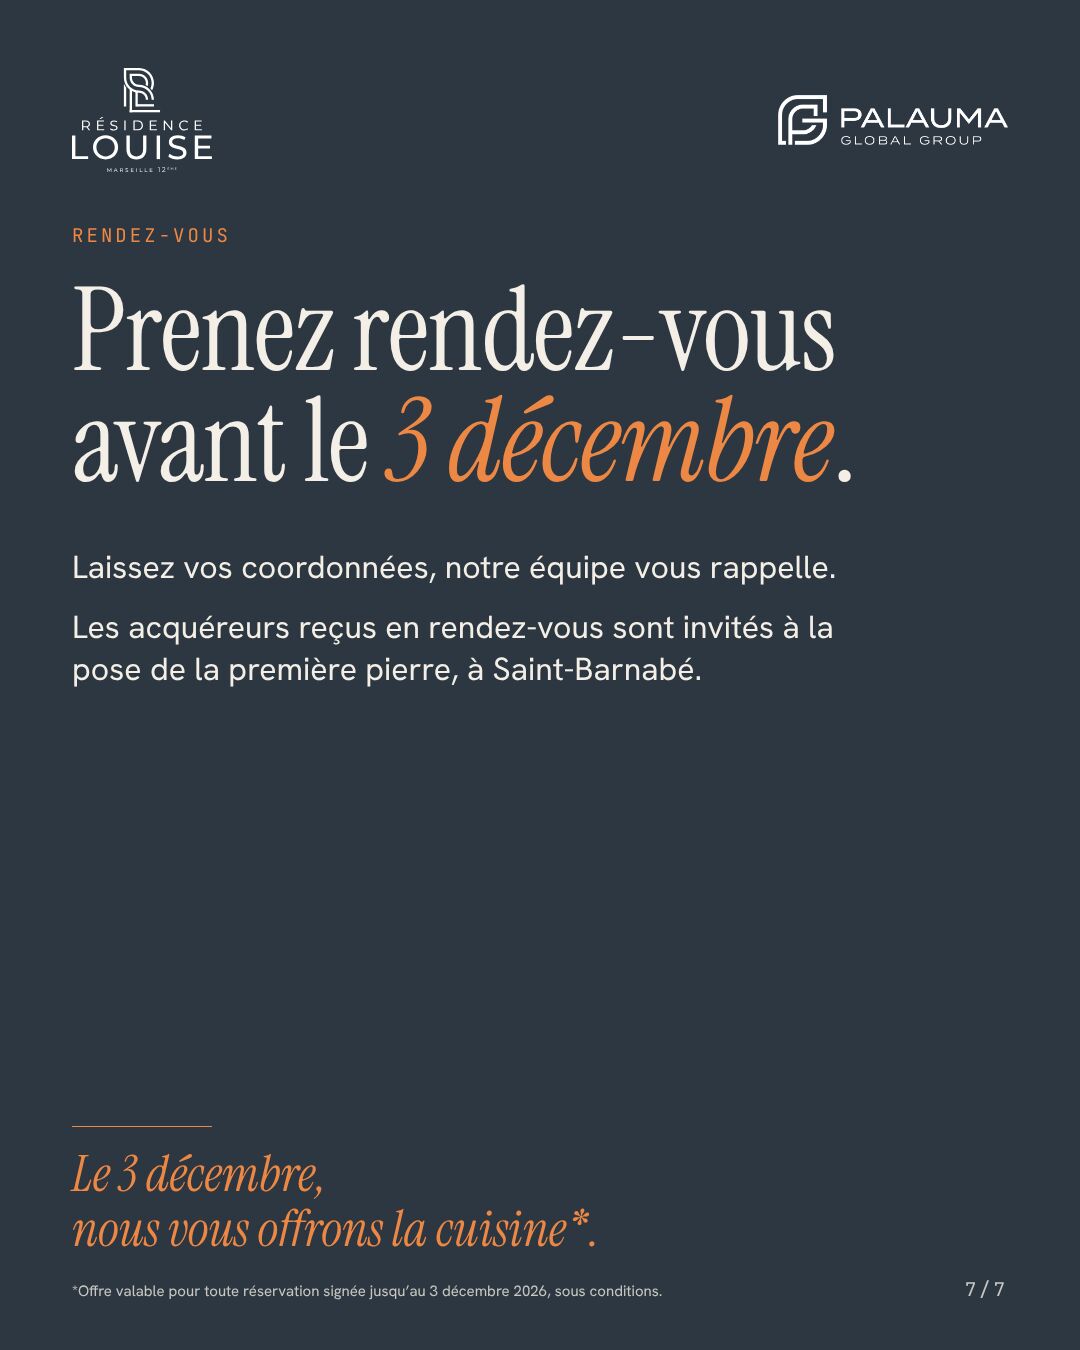 RÉSIDENCE
LOUISE
MARSEILLE 12ÈME
PALAUMA
GLOBAL GROUP
RENDEZ-VOUS
Prenez rendez-vous
avant le 3 décembre.
Laissez vos coordonnées, notre équipe vous rappelle.
Les acquéreurs reçus en rendez-vous sont invités à la
pose de la première pierre, à Saint-Barnabé.
Le 3 décembre,
nous vous offrons la cuisine*.
*Offre valable pour toute réservation signée jusqu’au 3 décembre 2026, sous conditions.
7 / 7